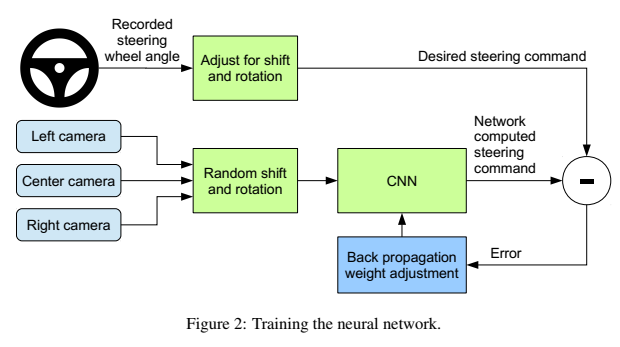 Recorded
steering
wheel angle
Adjust for shift
and rotation
Desired steering command
Left camera
Center camera
Right camera
Random shift
and rotation
CNN
Network
computed
steering
command
-
Back propagation
weight adjustment
Error
Figure 2: Training the neural network.